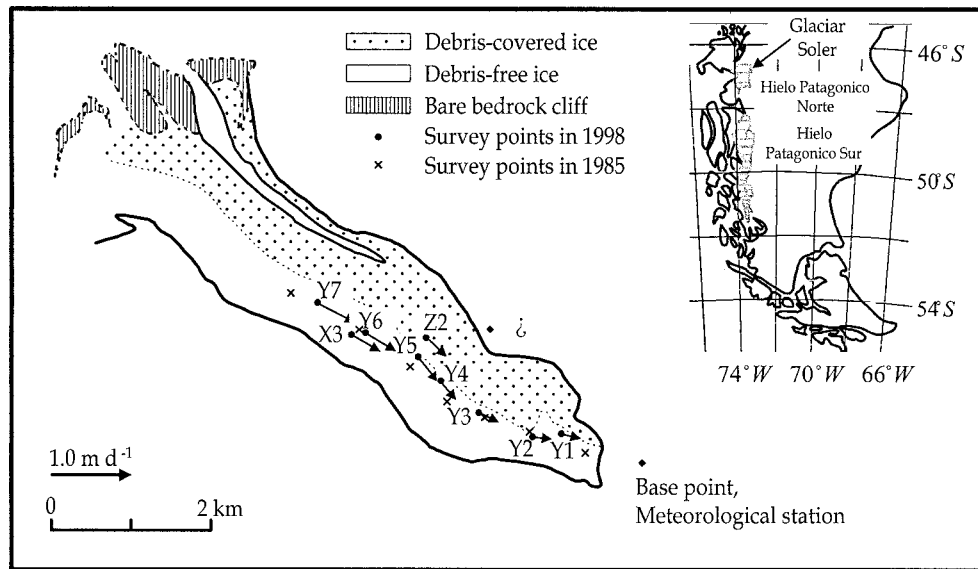 Debris-covered ice
Debris-free ice
Bare bedrock cliff
Survey points in 1998
Survey points in 1985
Glaciar
Soler
Hielo Patagonico
Norte
Hielo
Patagonico Sur
46°S
50°S
54°S
74°W 70°W 66°W
Y7
X3
Y6
Y5
Z2
Y4
Y3
Y2
Y1
¿
1.0 m d⁻¹
0 2 km
Base point,
Meteorological station